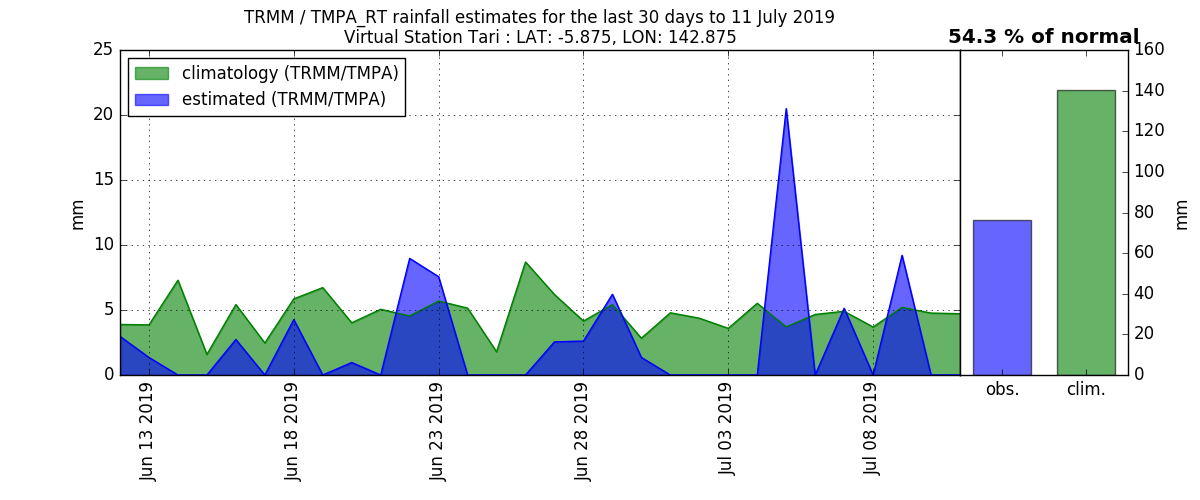 TRMM / TMPA_RT rainfall estimates for the last 30 days to 11 July 2019
Virtual Station Tari : LAT: -5.875, LON: 142.875
54.3 % of normal
climatology (TRMM/TMPA)
estimated (TRMM/TMPA)
25
20
15
10
5
0
mm
Jun 13 2019
Jun 18 2019
Jun 23 2019
Jun 28 2019
Jul 03 2019
Jul 08 2019
160
140
120
100
80
60
40
20
0
mm
obs.
clim.